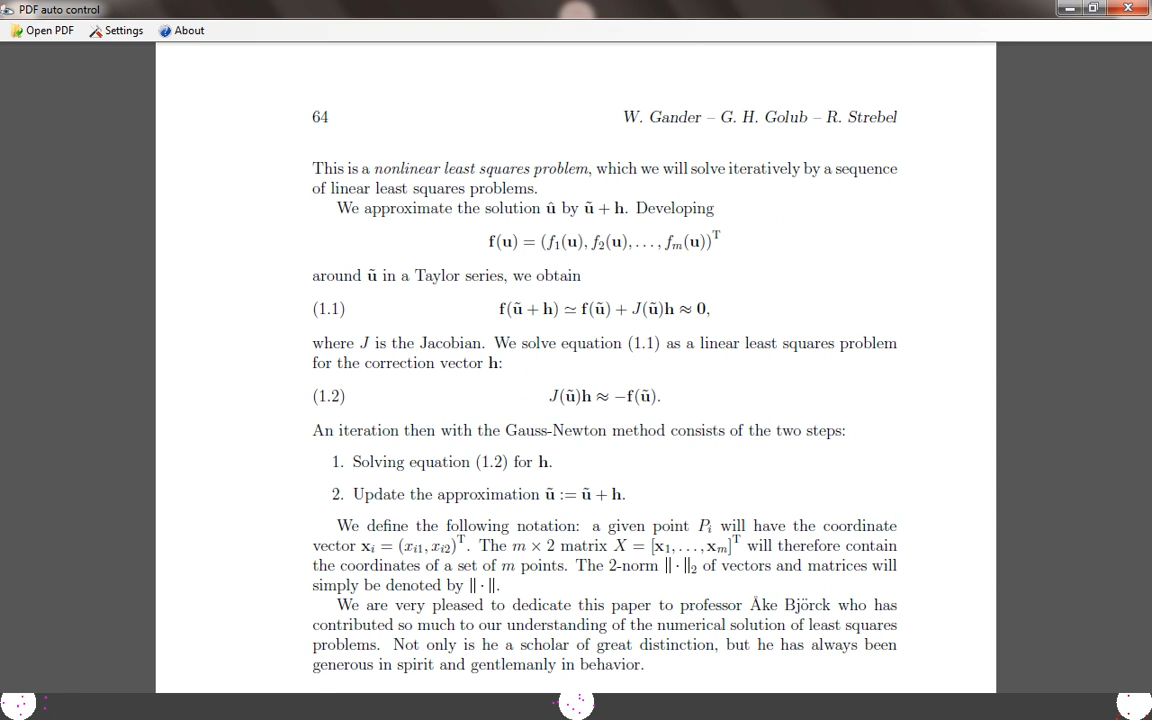 PDF auto control
Open PDF Settings About
64 W. Gander – G. H. Golub – R. Strebel
This is a nonlinear least squares problem, which we will solve iteratively by a sequence
of linear least squares problems.
We approximate the solution û by ũ + h. Developing
f(u) = (f₁(u), f₂(u), . . . , fₘ(u))ᵀ
around ũ in a Taylor series, we obtain
(1.1) f(ũ + h) ≃ f(ũ) + J(ũ)h ≈ 0,
where J is the Jacobian. We solve equation (1.1) as a linear least squares problem
for the correction vector h:
(1.2) J(ũ)h ≈ −f(ũ).
An iteration then with the Gauss-Newton method consists of the two steps:
1. Solving equation (1.2) for h.
2. Update the approximation ũ := ũ + h.
We define the following notation: a given point Pᵢ will have the coordinate
vector xᵢ = (xᵢ₁, xᵢ₂)ᵀ. The m × 2 matrix X = [x₁, . . . , xₘ]ᵀ will therefore contain
the coordinates of a set of m points. The 2-norm ‖ · ‖₂ of vectors and matrices will
simply be denoted by ‖ · ‖.
We are very pleased to dedicate this paper to professor Åke Björck who has
contributed so much to our understanding of the numerical solution of least squares
problems. Not only is he a scholar of great distinction, but he has always been
generous in spirit and gentlemanly in behavior.